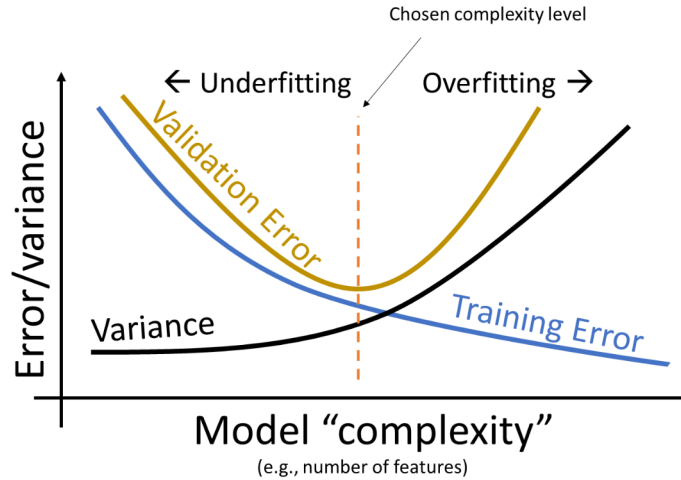 Chosen complexity level
← Underfitting
Overfitting →
Error/variance
Validation Error
Variance
Training Error
Model “complexity”
(e.g., number of features)